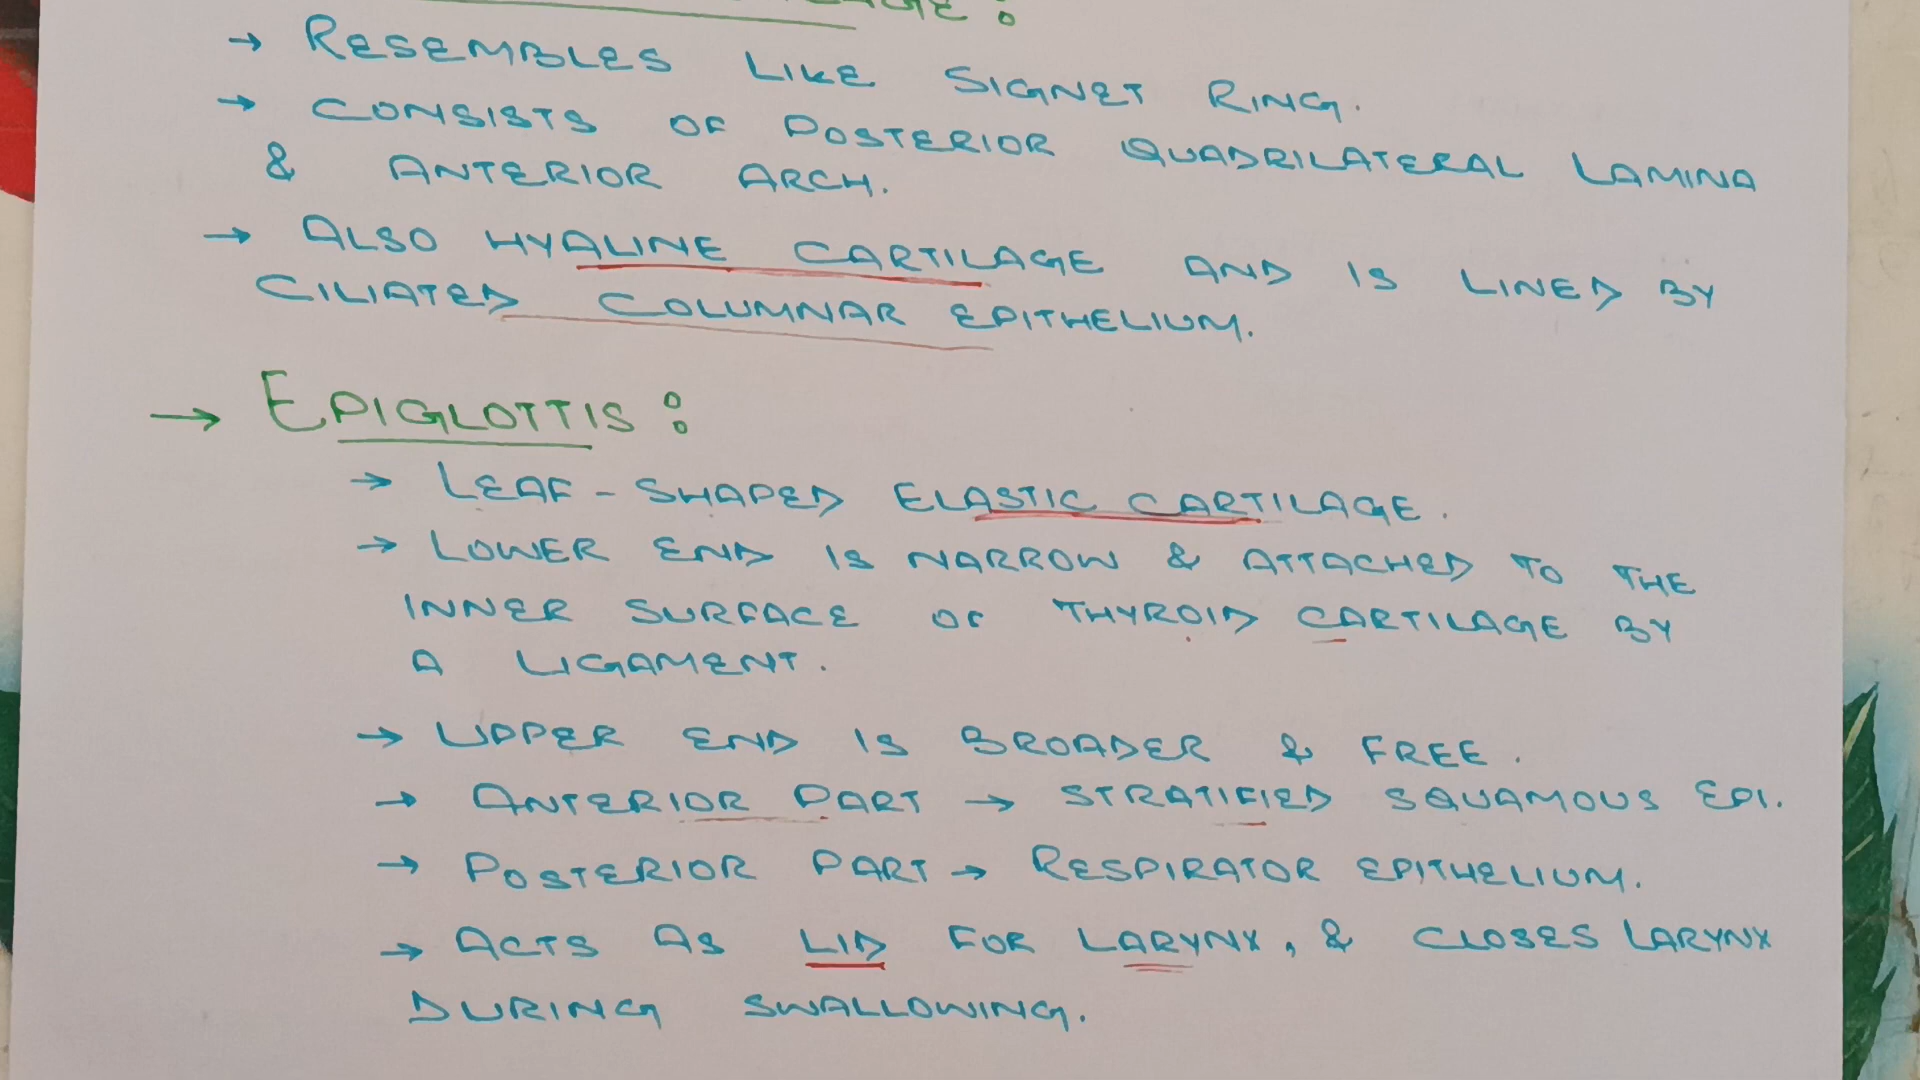 → RESEMBLES LIKE SIGNET RING.
→ CONSISTS OF POSTERIOR QUADRILATERAL LAMINA
& ANTERIOR ARCH.
→ ALSO HYALINE CARTILAGE AND IS LINED BY
CILIATED COLUMNAR EPITHELIUM.
→ EPIGLOTTIS :
→ LEAF - SHAPED ELASTIC CARTILAGE.
→ LOWER END IS NARROW & ATTACHED TO THE
INNER SURFACE OF THYROID CARTILAGE BY
A LIGAMENT.
→ UPPER END IS BROADER & FREE.
→ ANTERIOR PART → STRATIFIED SQUAMOUS EPI.
→ POSTERIOR PART → RESPIRATOR EPITHELIUM.
→ ACTS AS LID FOR LARYNX, & CLOSES LARYNX
DURING SWALLOWING.